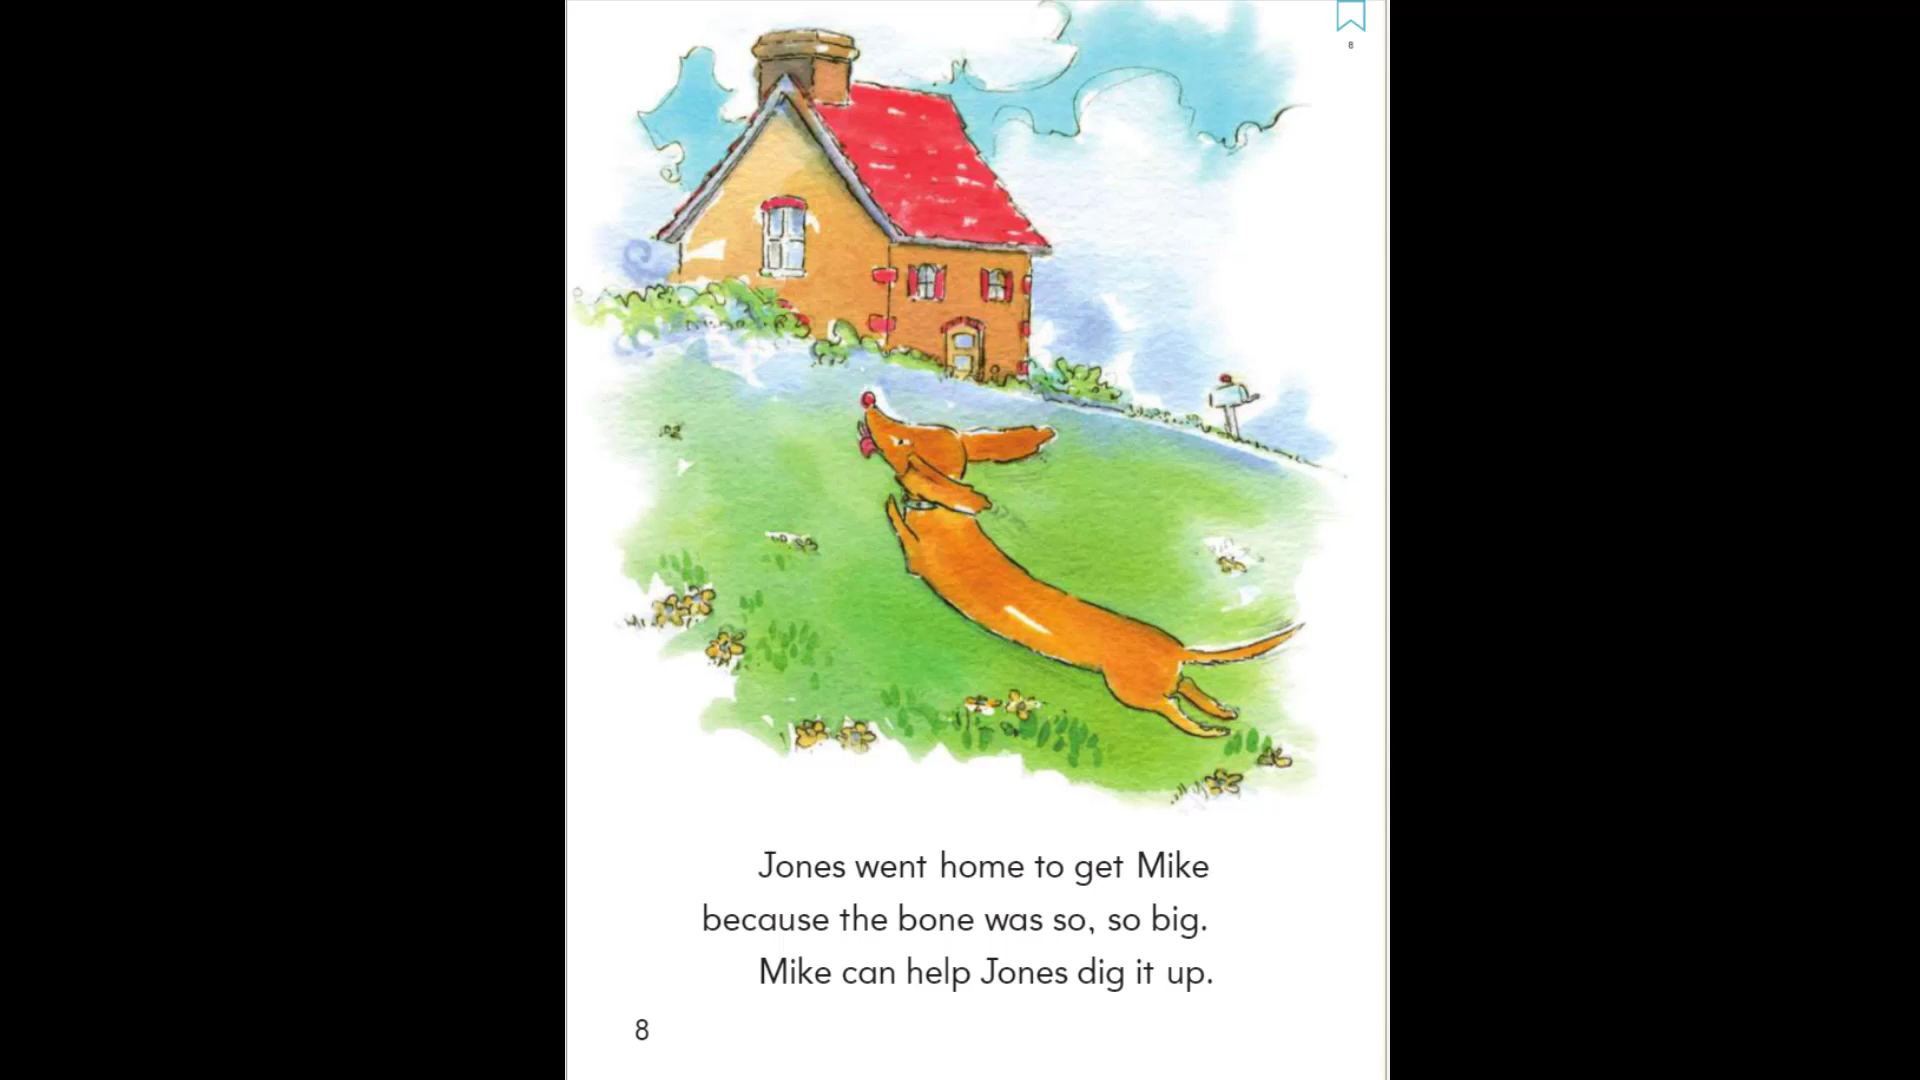 8
Jones went home to get Mike
because the bone was so, so big.
Mike can help Jones dig it up.
8